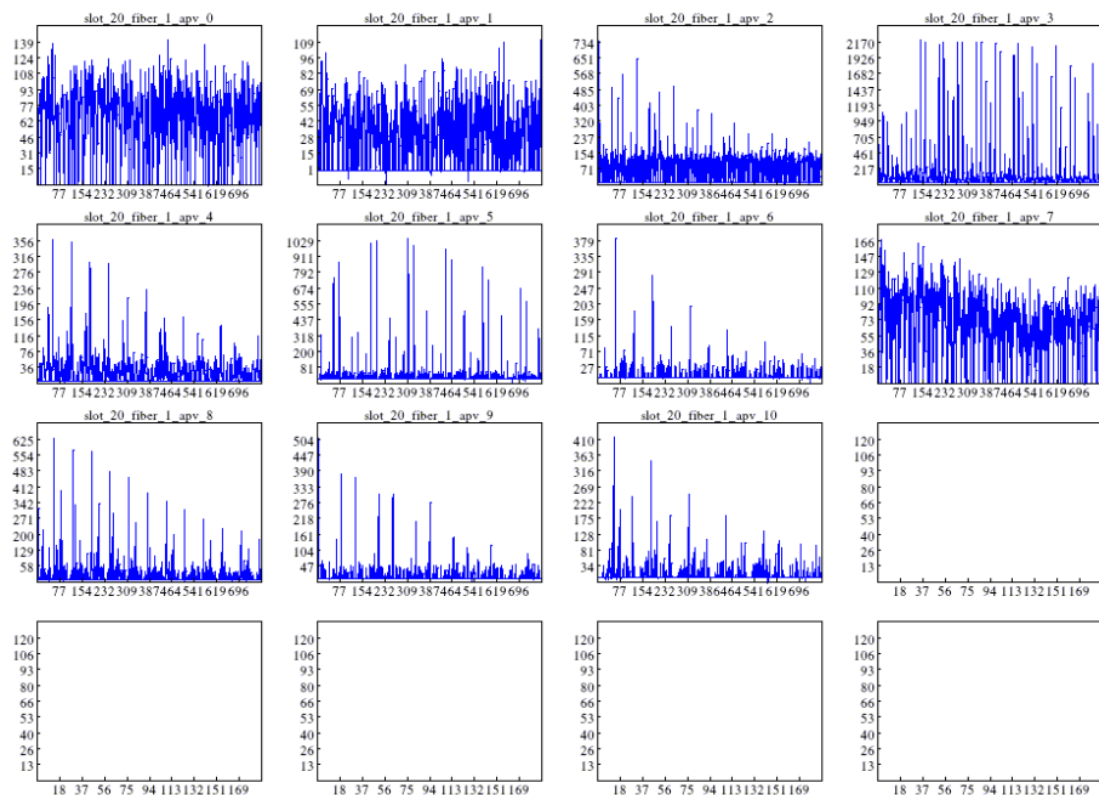 slot_20_fiber_1_apv_0 slot_20_fiber_1_apv_1 slot_20_fiber_1_apv_2 slot_20_fiber_1_apv_3
139 109 734 2170
124 96 651 1926
108 82 568 1682
93 69 485 1437
77 55 403 1193
62 42 320 949
46 28 237 705
31 15 154 461
15 1 71 217
77 154 232 309 387 464 541 619 696 77 154 232 309 387 464 541 619 696 77 154 232 309 387 464 541 619 696 77 154 232 309 387 464 541 619 696
slot_20_fiber_1_apv_4 slot_20_fiber_1_apv_5 slot_20_fiber_1_apv_6 slot_20_fiber_1_apv_7
356 1029 379 166
316 911 335 147
276 792 291 129
236 674 247 110
196 555 203 92
156 437 159 73
116 318 115 55
76 200 71 36
36 81 27 18
77 154 232 309 387 464 541 619 696 77 154 232 309 387 464 541 619 696 77 154 232 309 387 464 541 619 696 77 154 232 309 387 464 541 619 696
slot_20_fiber_1_apv_8 slot_20_fiber_1_apv_9 slot_20_fiber_1_apv_10
625 504 410 120
554 447 363 106
483 390 316 93
412 333 269 80
342 276 222 66
271 218 175 53
200 161 128 40
129 104 81 26
58 47 34 13
77 154 232 309 387 464 541 619 696 77 154 232 309 387 464 541 619 696 77 154 232 309 386 464 541 619 696 18 37 56 75 94 113 132 151 169
120 120 120 120
106 106 106 106
93 93 93 93
80 80 80 80
66 66 66 66
53 53 53 53
40 40 40 40
26 26 26 26
13 13 13 13
18 37 56 75 94 113 132 151 169 18 37 56 75 94 113 132 151 169 18 37 56 75 94 113 132 151 169 18 37 56 75 94 113 132 151 169